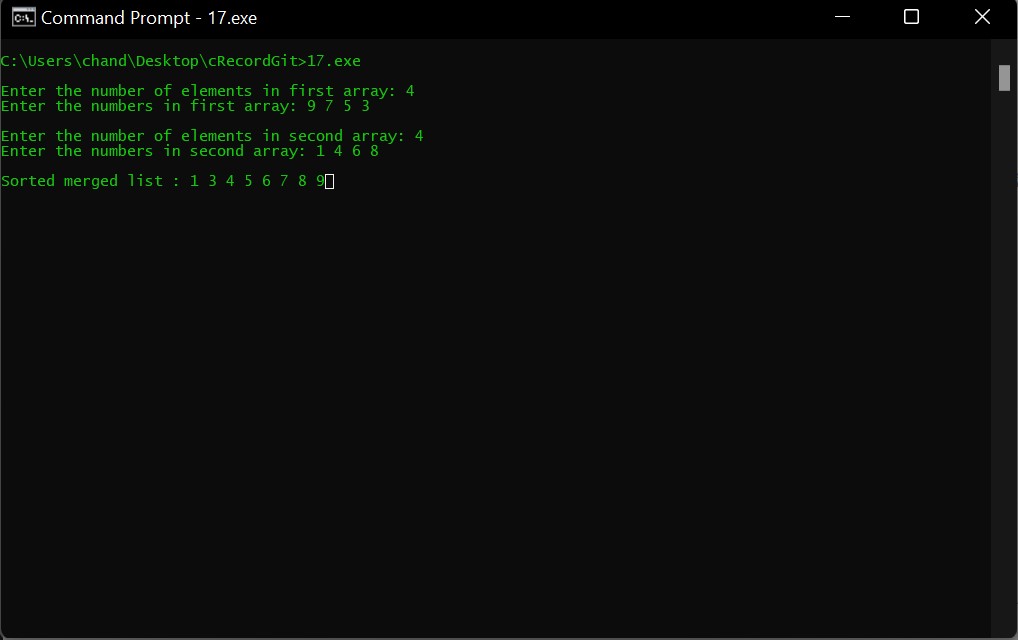 Command Prompt - 17.exe
C:\Users\chand\Desktop\cRecordGit>17.exe
Enter the number of elements in first array: 4
Enter the numbers in first array: 9 7 5 3
Enter the number of elements in second array: 4
Enter the numbers in second array: 1 4 6 8
Sorted merged list : 1 3 4 5 6 7 8 9